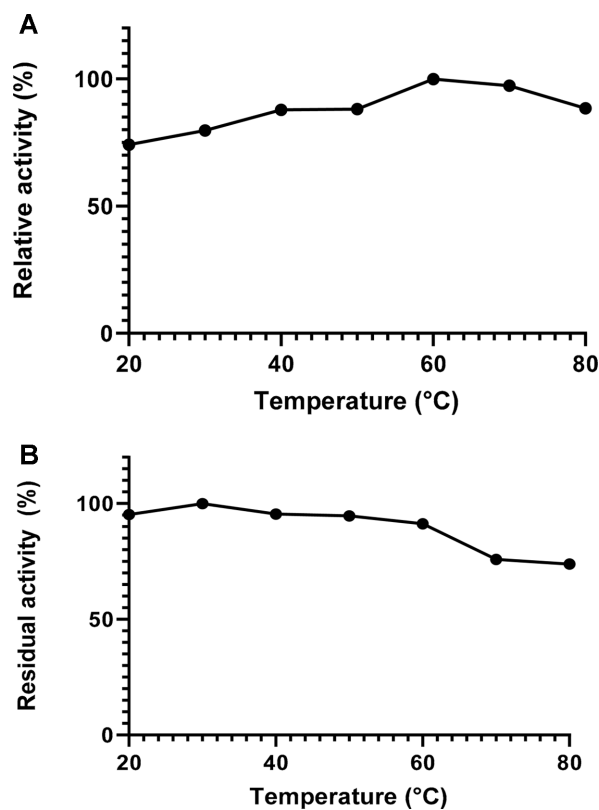 A
Relative activity (%)
100
50
0
20 40 60 80
Temperature (°C)
B
Residual activity (%)
100
50
0
20 40 60 80
Temperature (°C)